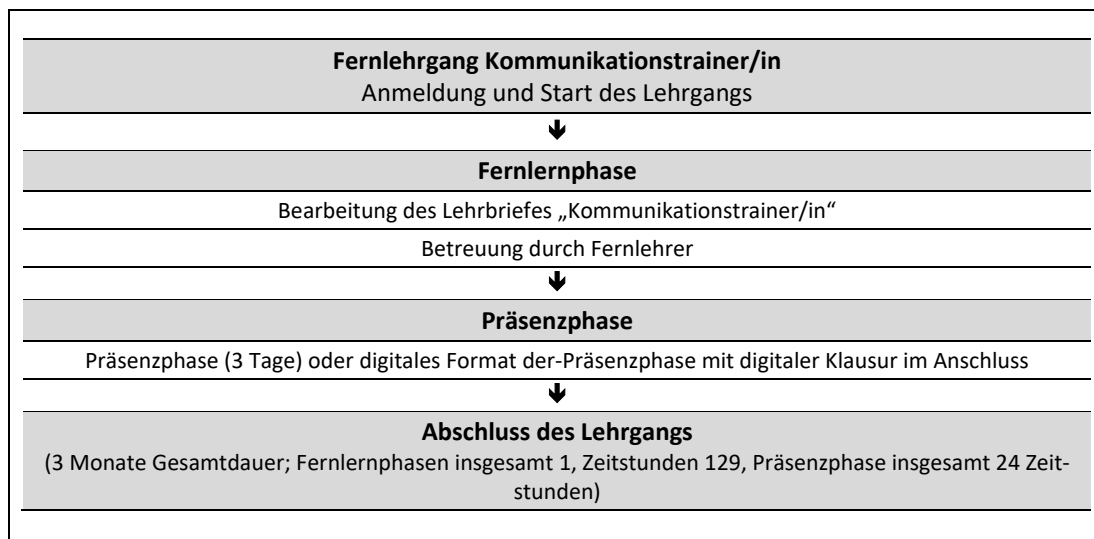 Fernlehrgang Kommunikationstrainer/in
Anmeldung und Start des Lehrgangs
Fernlernphase
Bearbeitung des Lehrbriefes „Kommunikationstrainer/in“
Betreuung durch Fernlehrer
Präsenzphase
Präsenzphase (3 Tage) oder digitales Format der-Präsenzphase mit digitaler Klausur im Anschluss
Abschluss des Lehrgangs
(3 Monate Gesamtdauer; Fernlernphasen insgesamt 1, Zeitstunden 129, Präsenzphase insgesamt 24 Zeit-
stunden)